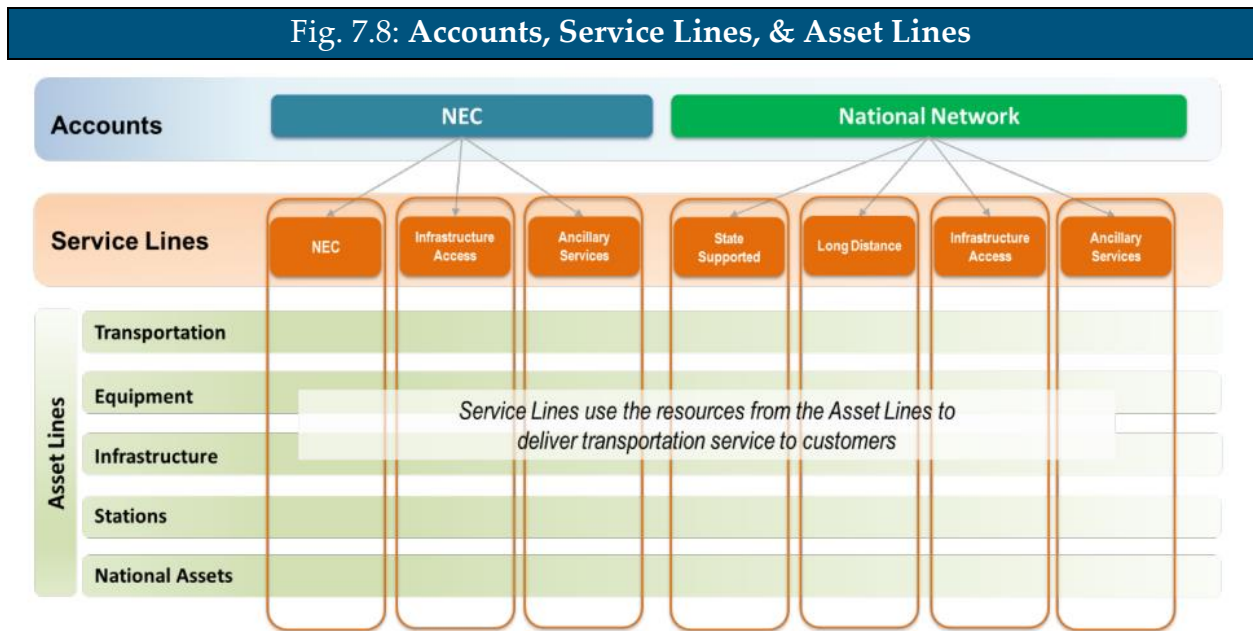 Fig. 7.8: Accounts, Service Lines, & Asset Lines
Accounts
NEC
National Network
Service Lines
NEC
Infrastructure
Access
Ancillary
Services
State
Supported
Long Distance
Infrastructure
Access
Ancillary
Services
Asset Lines
Transportation
Equipment
Infrastructure
Stations
National Assets
Service Lines use the resources from the Asset Lines to
deliver transportation service to customers